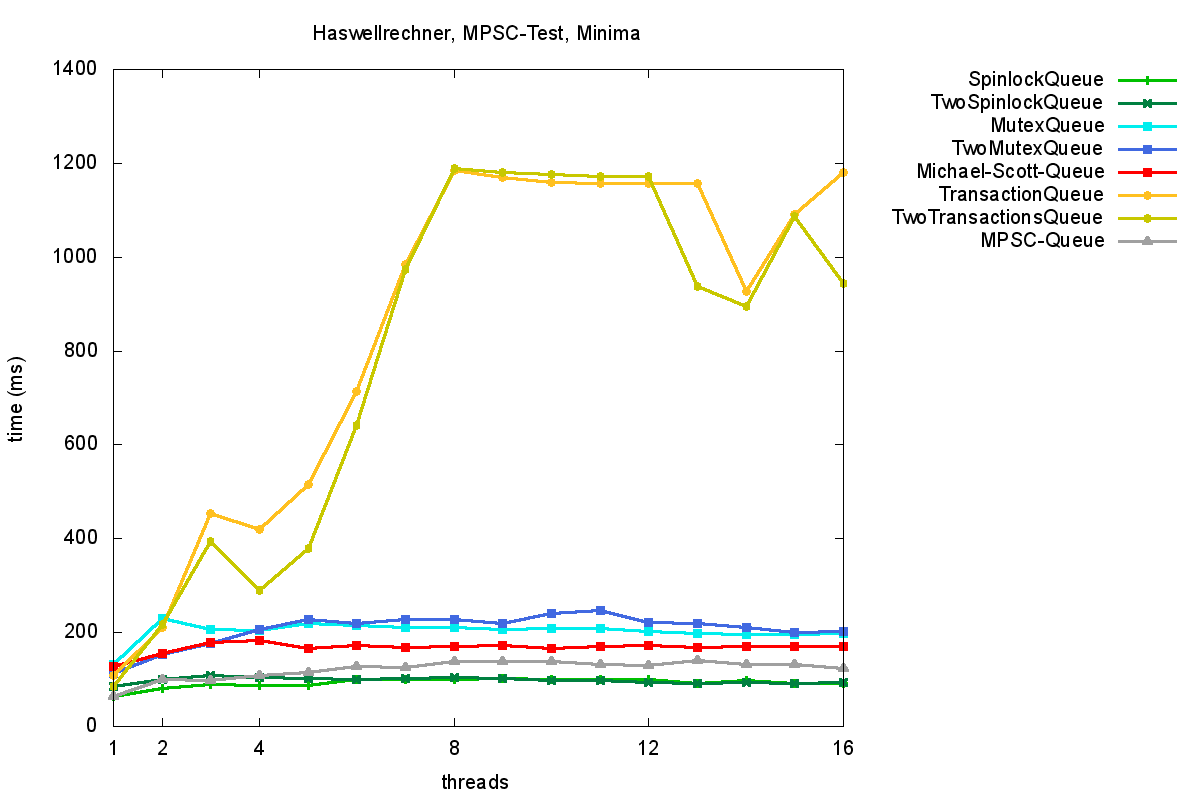 Haswellrechner, MPSC-Test, Minima
1400
1200
1000
800
600
400
200
0
time (ms)
1 2 4 8 12 16
threads
SpinlockQueue
TwoSpinlockQueue
MutexQueue
TwoMutexQueue
Michael-Scott-Queue
TransactionQueue
TwoTransactionsQueue
MPSC-Queue